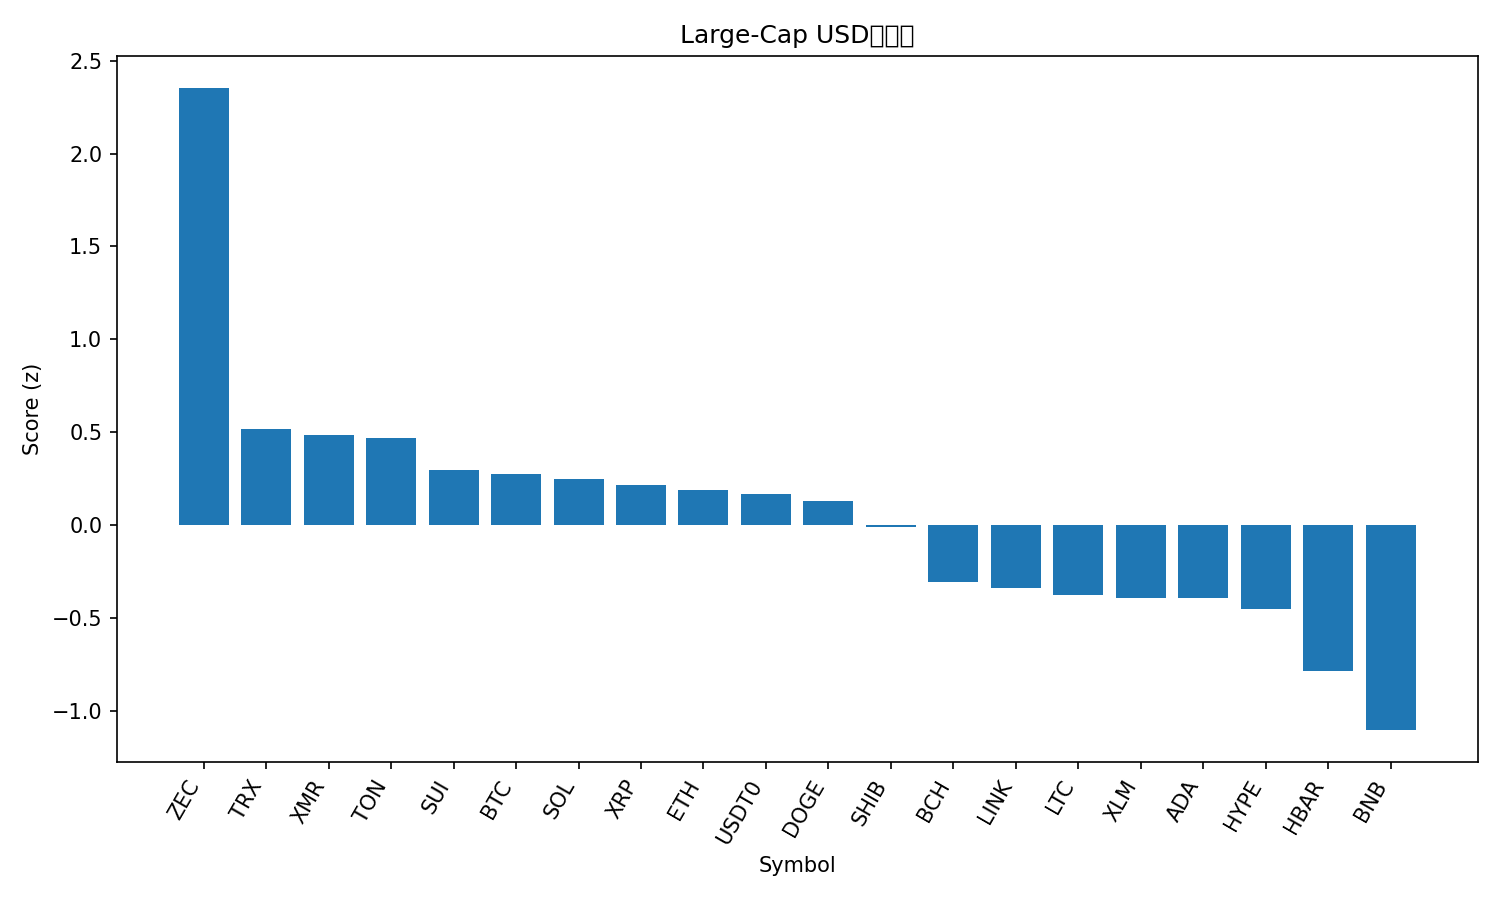 Large-Cap USD
Score (z)
2.5
2.0
1.5
1.0
0.5
0.0
−0.5
−1.0
ZEC TRX XMR TON SUI BTC SOL XRP ETH USDT0 DOGE SHIB BCH LINK LTC XLM ADA HYPE HBAR BNB
Symbol